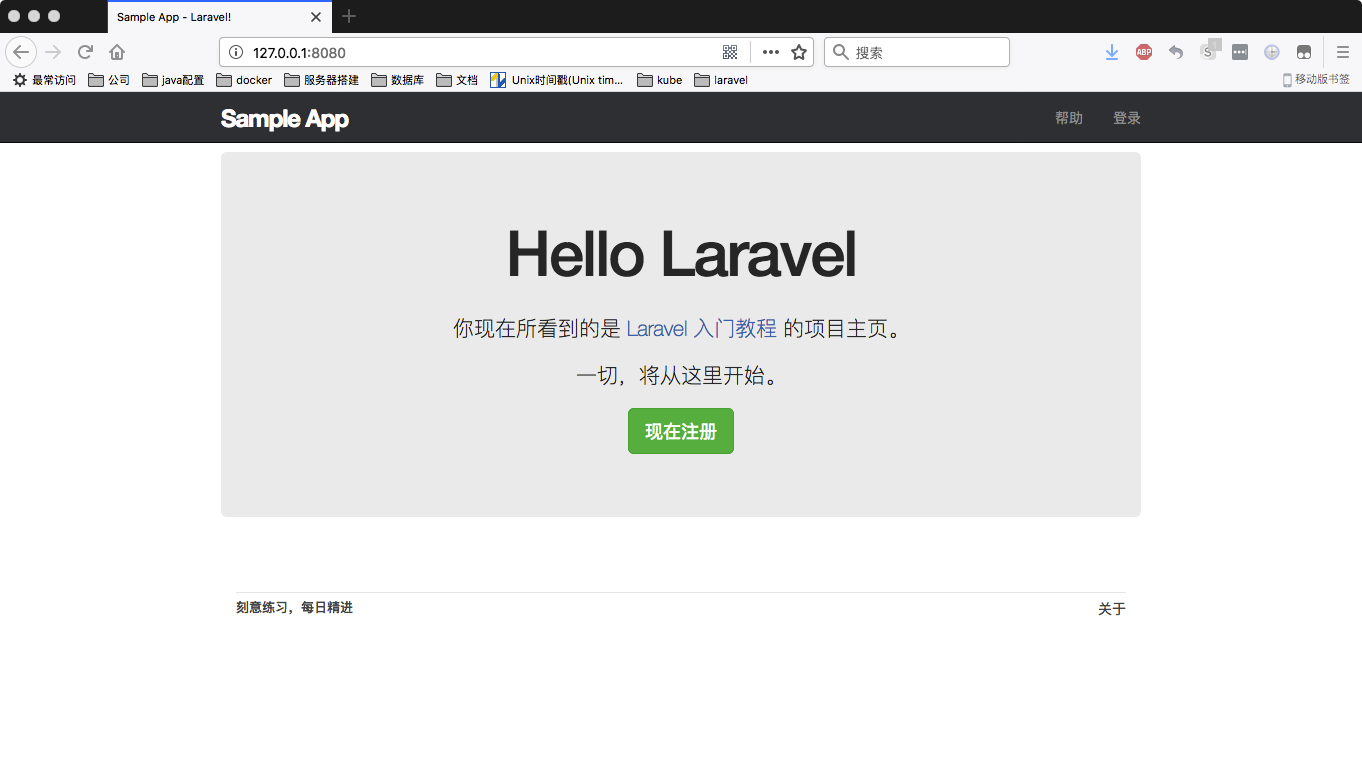 Sample App - Laravel!
127.0.0.1:8080
搜索
ABP
S 1
最常访问 公司 java配置 docker 服务器搭建 数据库 文档 Unix时间戳(Unix tim... kube laravel 移动版书签
Sample App 帮助 登录
Hello Laravel
你现在所看到的是 Laravel 入门教程 的项目主页。
一切，将从这里开始。
现在注册
刻意练习，每日精进 关于